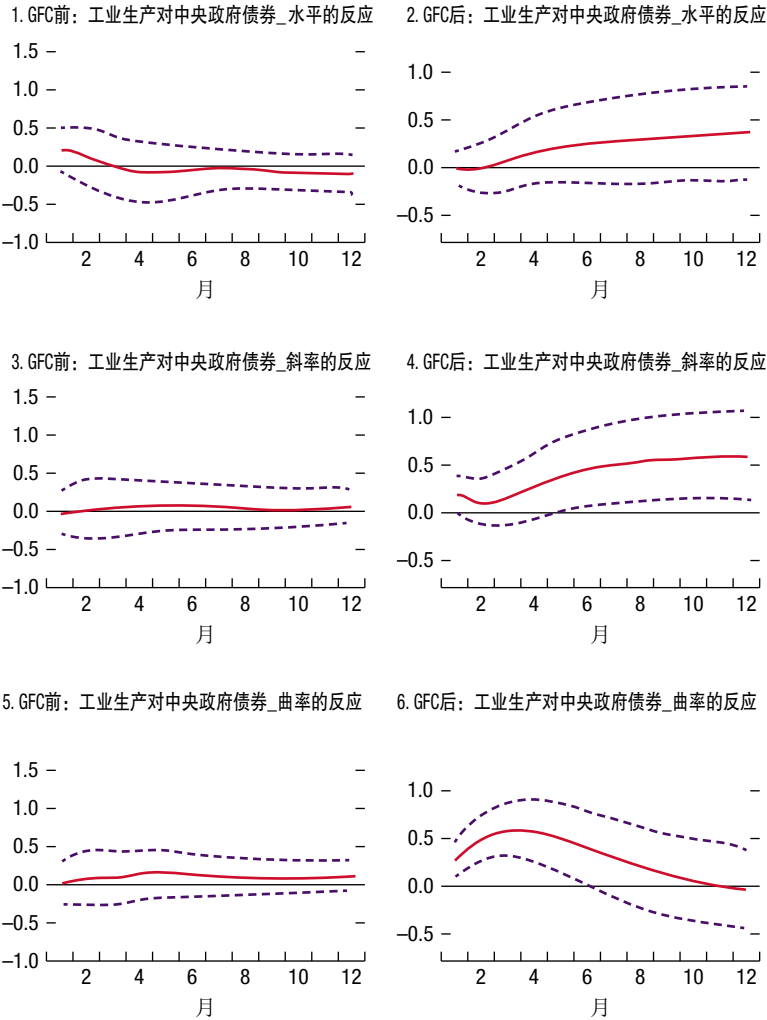 1. GFC前：工业生产对中央政府债券_水平的反应
1.5
1.0
0.5
0.0
–0.5
–1.0
2 4 6 8 10 12
月
2. GFC后：工业生产对中央政府债券_水平的反应
1.0
0.5
0.0
–0.5
2 4 6 8 10 12
月
3. GFC前：工业生产对中央政府债券_斜率的反应
1.5
1.0
0.5
0.0
–0.5
–1.0
2 4 6 8 10 12
月
4. GFC后：工业生产对中央政府债券_斜率的反应
1.0
0.5
0.0
–0.5
2 4 6 8 10 12
月
5. GFC前：工业生产对中央政府债券_曲率的反应
1.5
1.0
0.5
0.0
–0.5
–1.0
2 4 6 8 10 12
月
6. GFC后：工业生产对中央政府债券_曲率的反应
1.0
0.5
0.0
–0.5
2 4 6 8 10 12
月